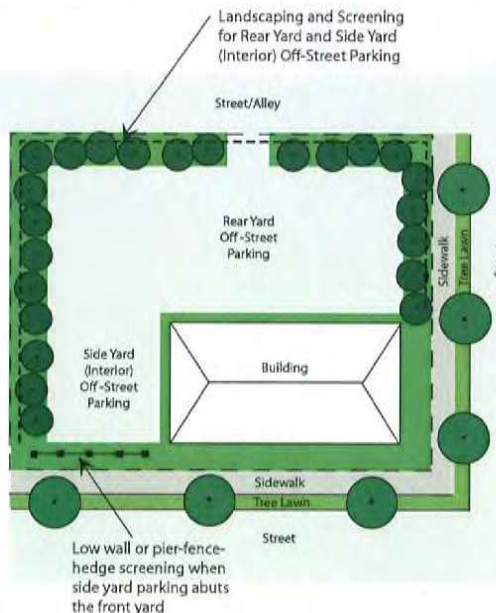 Landscaping and Screening
for Rear Yard and Side Yard
(Interior) Off-Street Parking
Street/Alley
Rear Yard
Off-Street
Parking
Sidewalk
Tree Lawn
Side Yard
(Interior)
Off-Street
Parking
Building
Sidewalk
Tree Lawn
Street
Low wall or pier-fence-
hedge screening when
side yard parking abuts
the front yard